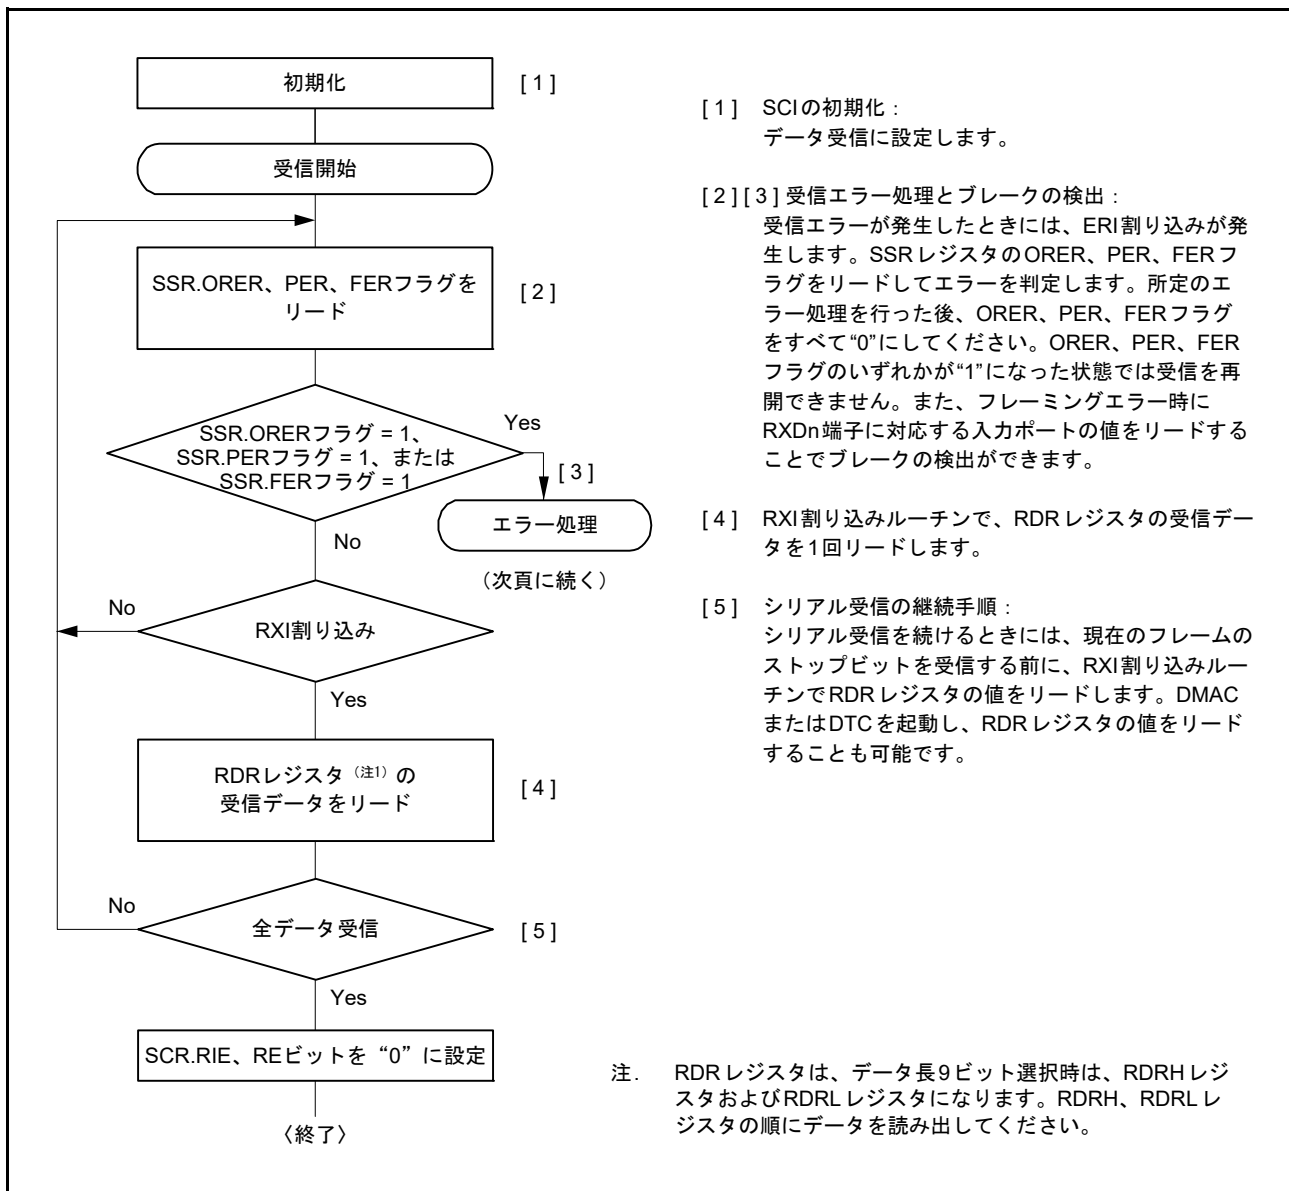 初期化
[ 1 ]
受信開始
SSR.ORER、PER、FERフラグを
リード
[ 2 ]
SSR.ORERフラグ = 1、
SSR.PERフラグ = 1、または
SSR.FERフラグ = 1
Yes
[ 3 ]
エラー処理
(次頁に続く)
No
RXI割り込み
No
Yes
RDRレジスタ (注1) の
受信データをリード
[ 4 ]
全データ受信
No
[ 5 ]
Yes
SCR.RIE、REビットを“0”に設定
〈終了〉
[ 1 ] SCIの初期化:
データ受信に設定します。
[ 2 ] [ 3 ] 受信エラー処理とブレークの検出:
受信エラーが発生したときには、ERI割り込みが発
生します。SSRレジスタのORER、PER、FERフ
ラグをリードしてエラーを判定します。所定のエ
ラー処理を行った後、ORER、PER、FERフラグ
をすべて“0”にしてください。ORER、PER、FER
フラグのいずれかが“1”になった状態では受信を再
開できません。また、フレーミングエラー時に
RXDn端子に対応する入力ポートの値をリードする
ことでブレークの検出ができます。
[ 4 ] RXI割り込みルーチンで、RDRレジスタの受信デー
タを1回リードします。
[ 5 ] シリアル受信の継続手順:
シリアル受信を続けるときには、現在のフレームの
ストップビットを受信する前に、RXI割り込みルー
チンでRDRレジスタの値をリードします。DMAC
またはDTCを起動し、RDRレジスタの値をリード
することも可能です。
注. RDRレジスタは、データ長9ビット選択時は、RDRHレジ
スタおよびRDRLレジスタになります。RDRH、RDRLレ
ジスタの順にデータを読み出してください。